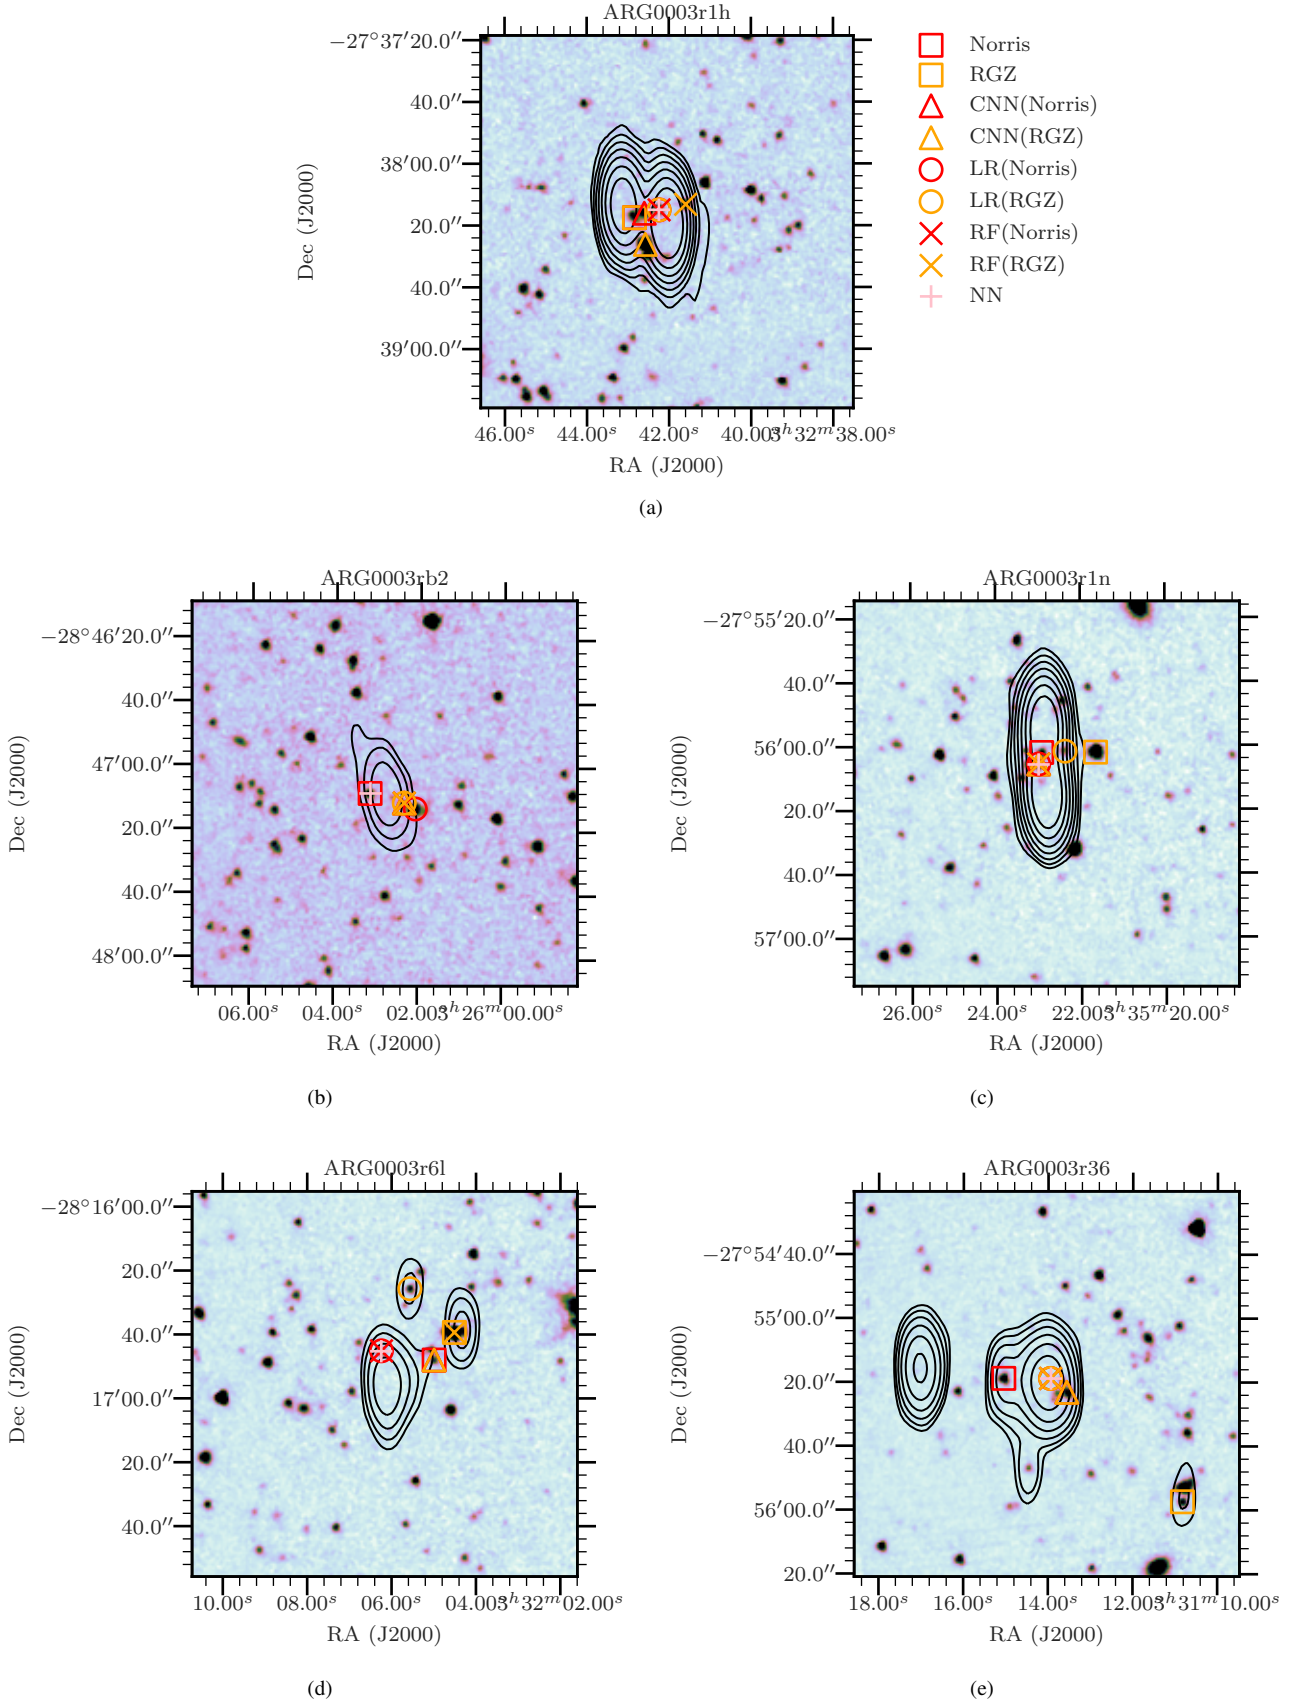 ARG0003r1h
−27°37′20.0″
40.0″
38′00.0″
20.0″
40.0″
39′00.0″
Dec (J2000)
46.00ˢ 44.00ˢ 42.00ˢ 40.00ˢ 3ʰ32ᵐ38.00ˢ
RA (J2000)
Norris
RGZ
CNN(Norris)
CNN(RGZ)
LR(Norris)
LR(RGZ)
RF(Norris)
RF(RGZ)
NN
(a)
ARG0003rb2
−28°46′20.0″
40.0″
47′00.0″
20.0″
40.0″
48′00.0″
Dec (J2000)
06.00ˢ 04.00ˢ 02.00ˢ 3ʰ26ᵐ00.00ˢ
RA (J2000)
(b)
ARG0003r1n
−27°55′20.0″
40.0″
56′00.0″
20.0″
40.0″
57′00.0″
Dec (J2000)
26.00ˢ 24.00ˢ 22.00ˢ 3ʰ35ᵐ20.00ˢ
RA (J2000)
(c)
ARG0003r6l
−28°16′00.0″
20.0″
40.0″
17′00.0″
20.0″
40.0″
Dec (J2000)
10.00ˢ 08.00ˢ 06.00ˢ 04.00ˢ 3ʰ32ᵐ02.00ˢ
RA (J2000)
(d)
ARG0003r36
−27°54′40.0″
55′00.0″
20.0″
40.0″
56′00.0″
20.0″
Dec (J2000)
18.00ˢ 16.00ˢ 14.00ˢ 12.00ˢ 3ʰ31ᵐ10.00ˢ
RA (J2000)
(e)